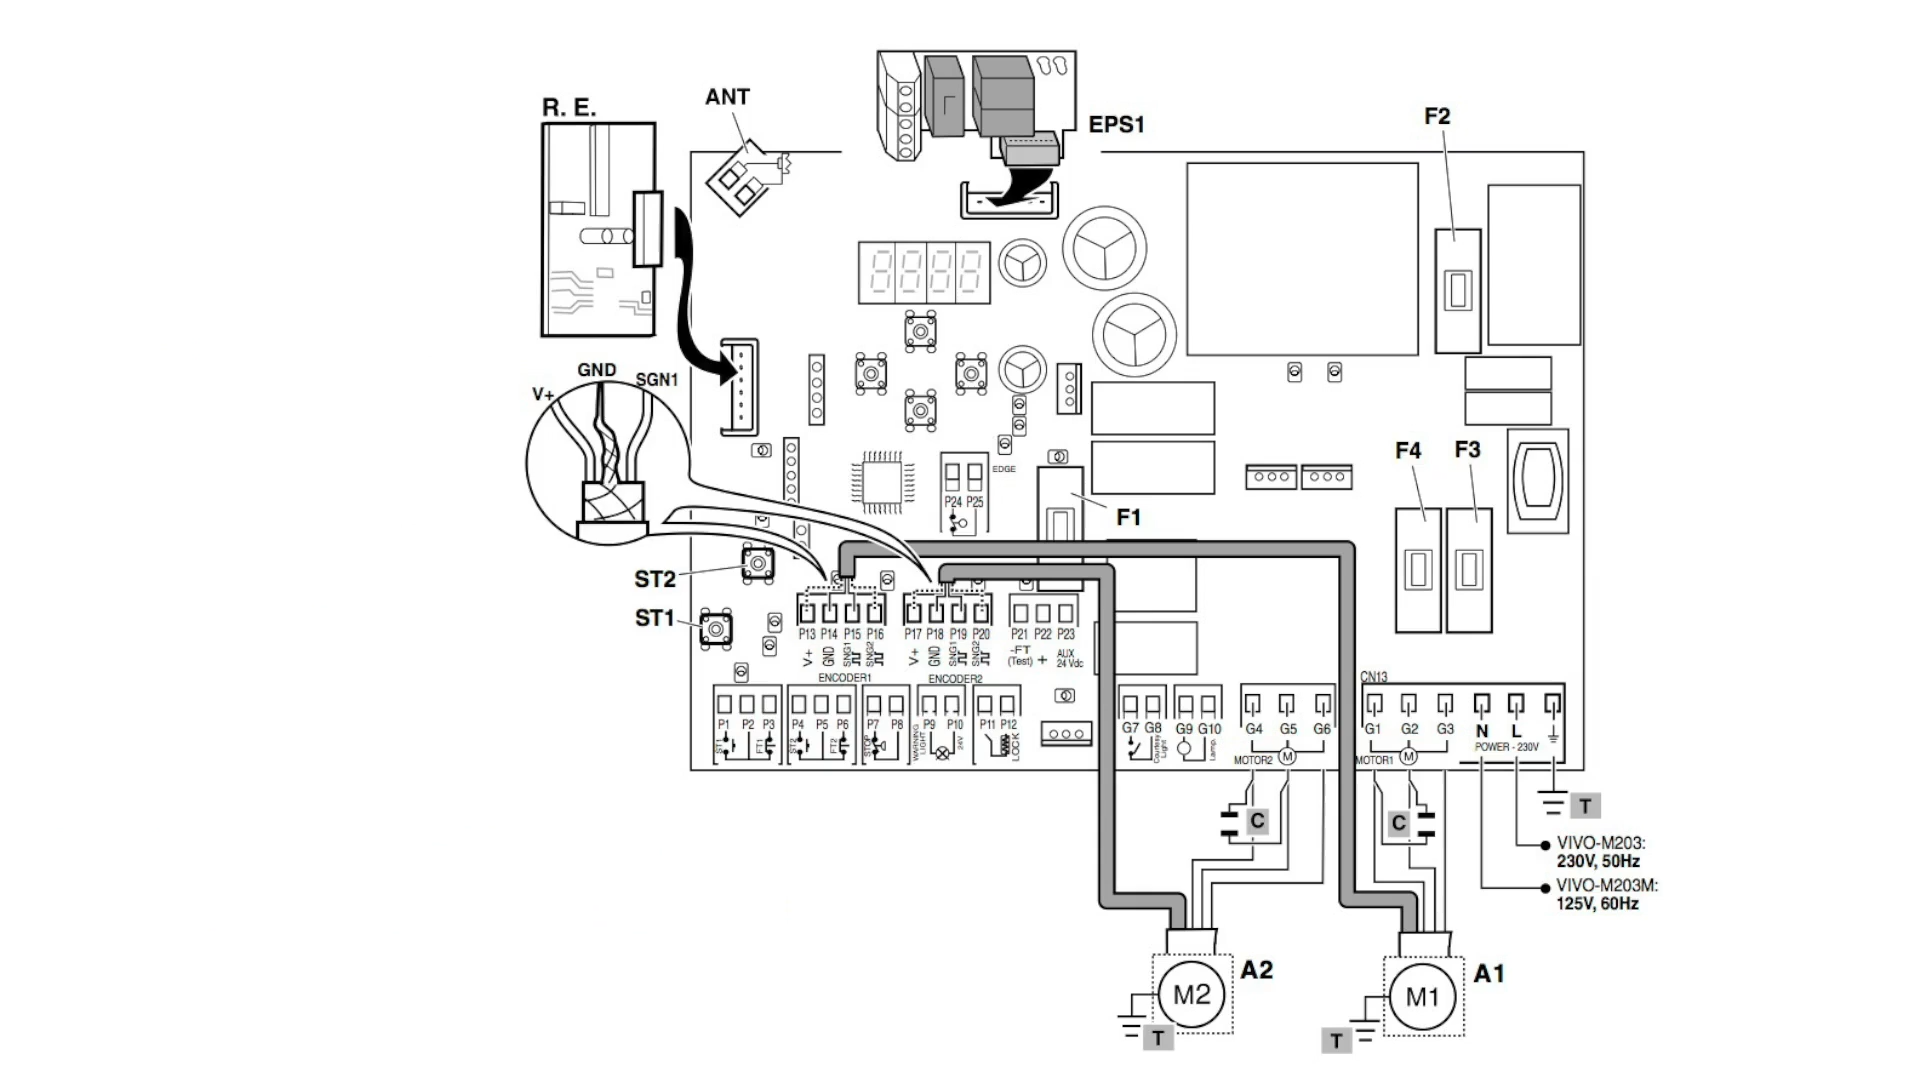 R. E.
ANT
EPS1
F2
GND
V+
SGN1
EDGE
P24 P25
F1
F4
F3
ST2
ST1
P13 P14 P15 P16
V+ GND SNG1 SNG2
ENCODER1
P17 P18 P19 P20
V+ GND SNG1 SNG2
ENCODER2
P21 P22 P23
-FT
(Test)
+
AUX
24 Vdc
P1 P2 P3
ST1 FT1
P4 P5 P6
ST2 FT2
P7 P8
STOP
P9 P10
WARNING
LIGHT
24V
P11 P12
LOCK
G7 G8
Courtesy
Light
G9 G10
Lamp.
G4 G5 G6
MOTOR2 M
CN13
G1 G2 G3 N L
POWER - 230V
MOTOR1 M
C
C
T
VIVO-M203:
230V, 50Hz
VIVO-M203M:
125V, 60Hz
M2
A2
T
M1
A1
T